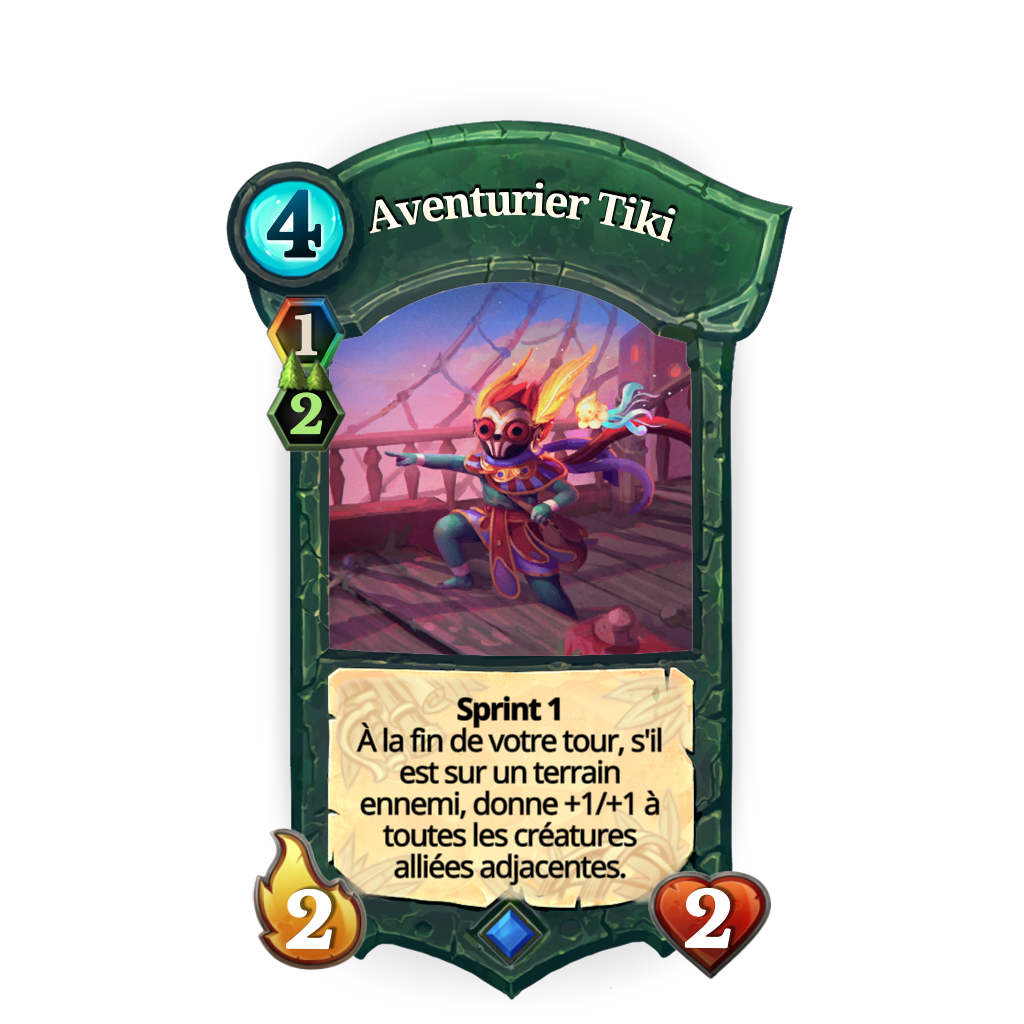 4
Aventurier Tiki
1
2
Sprint 1
À la fin de votre tour, s'il
est sur un terrain
ennemi, donne +1/+1 à
toutes les créatures
alliées adjacentes.
2
2